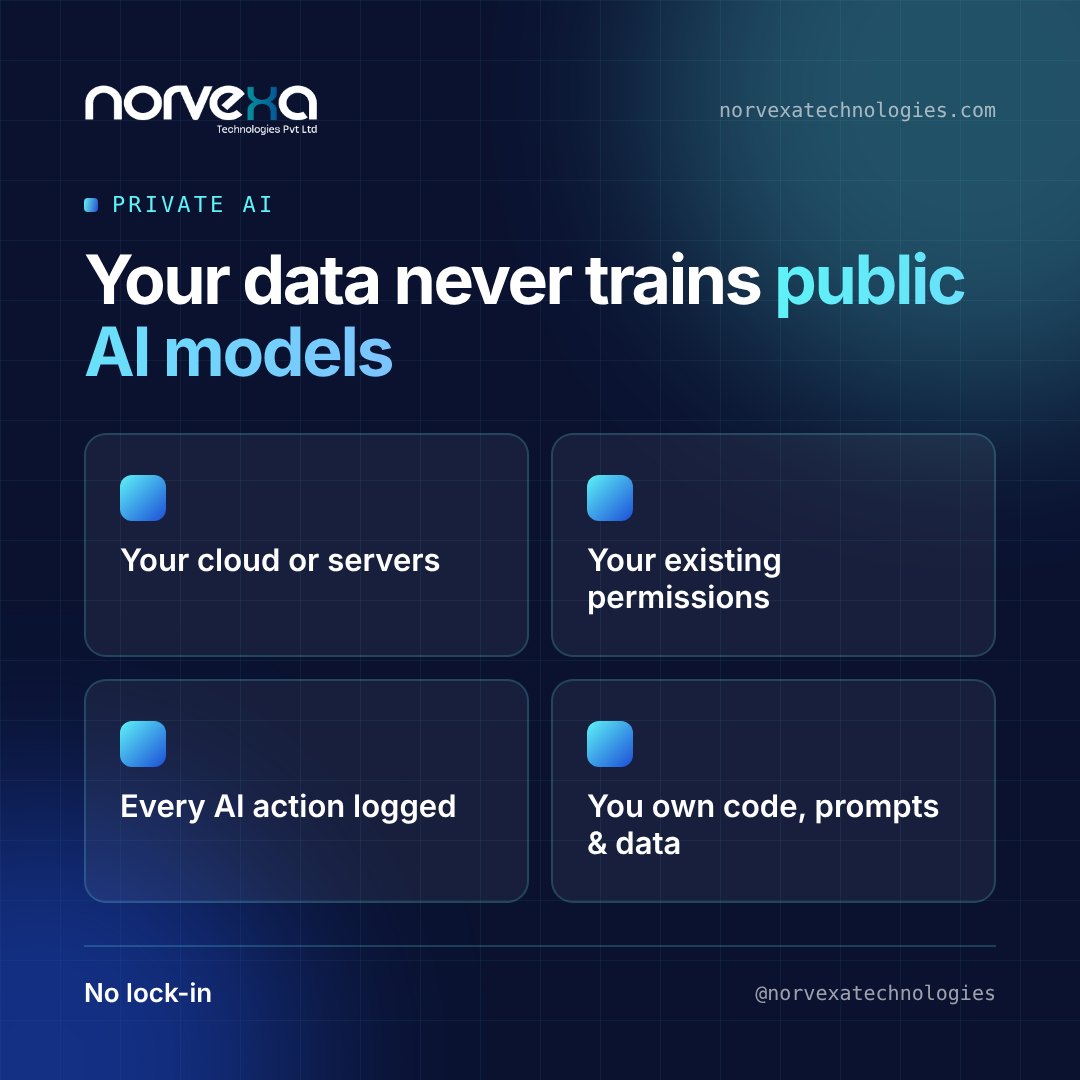 norvexa
Technologies Pvt Ltd
norvexatechnologies.com
PRIVATE AI
Your data never trains public
AI models
Your cloud or servers
Your existing
permissions
Every AI action logged
You own code, prompts
& data
No lock-in
@norvexatechnologies